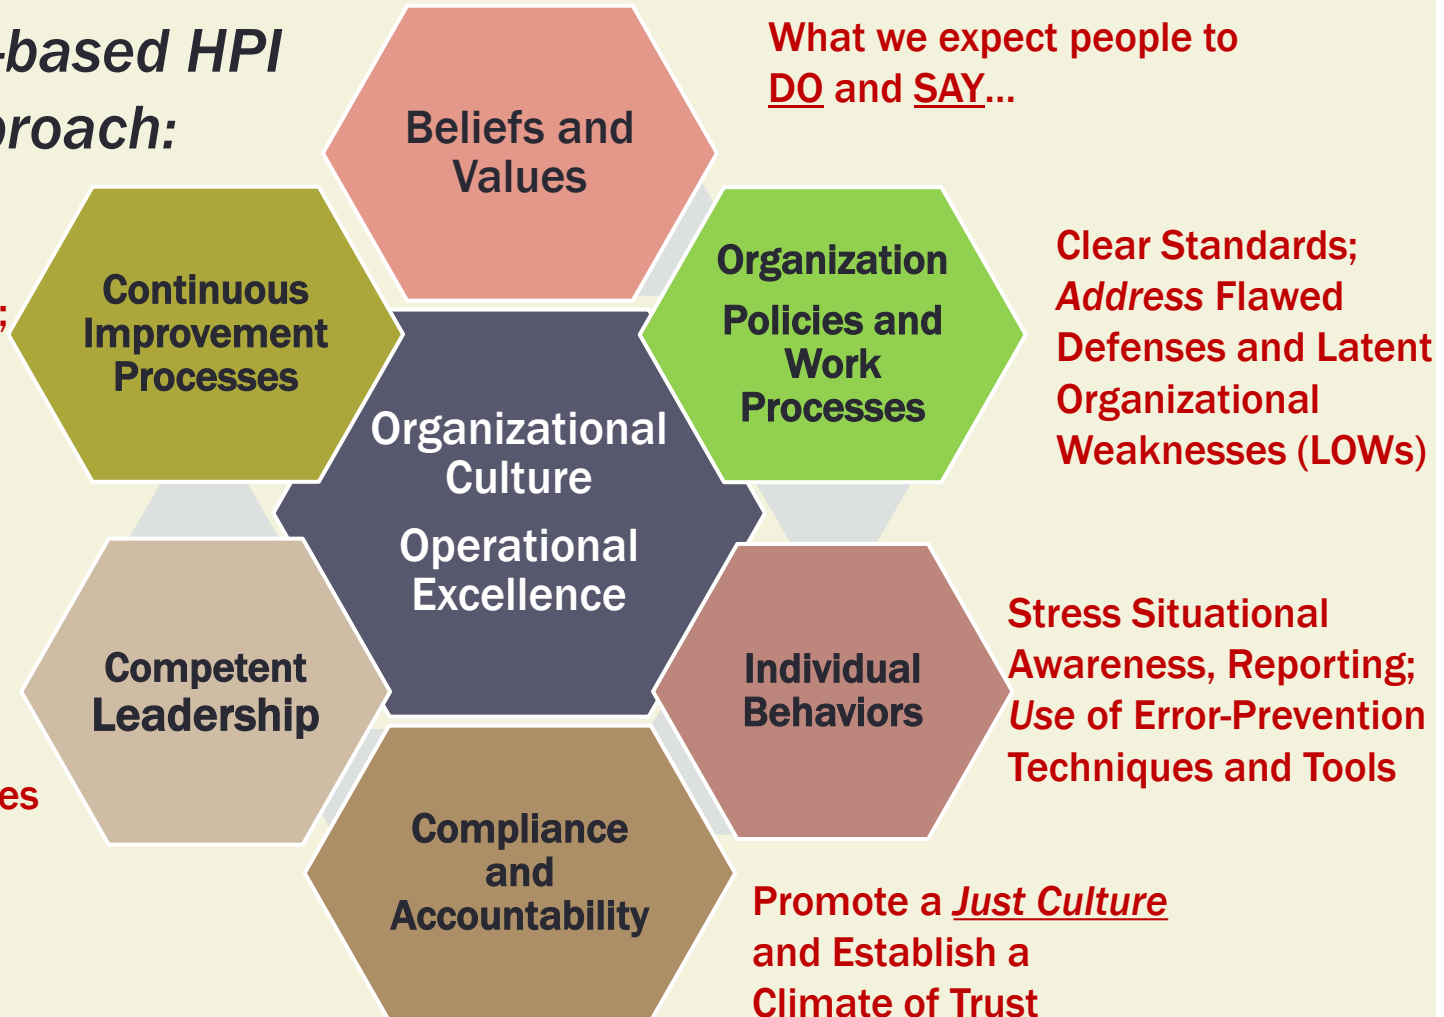 -based HPI
proach:
What we expect people to
DO and SAY...
Beliefs and
Values
Organization
Policies and
Work
Processes
Clear Standards;
Address Flawed
Defenses and Latent
Organizational
Weaknesses (LOWs)
Continuous
Improvement
Processes
;
Organizational
Culture
Operational
Excellence
Competent
Leadership
es
Individual
Behaviors
Stress Situational
Awareness, Reporting;
Use of Error-Prevention
Techniques and Tools
Compliance
and
Accountability
Promote a Just Culture
and Establish a
Climate of Trust